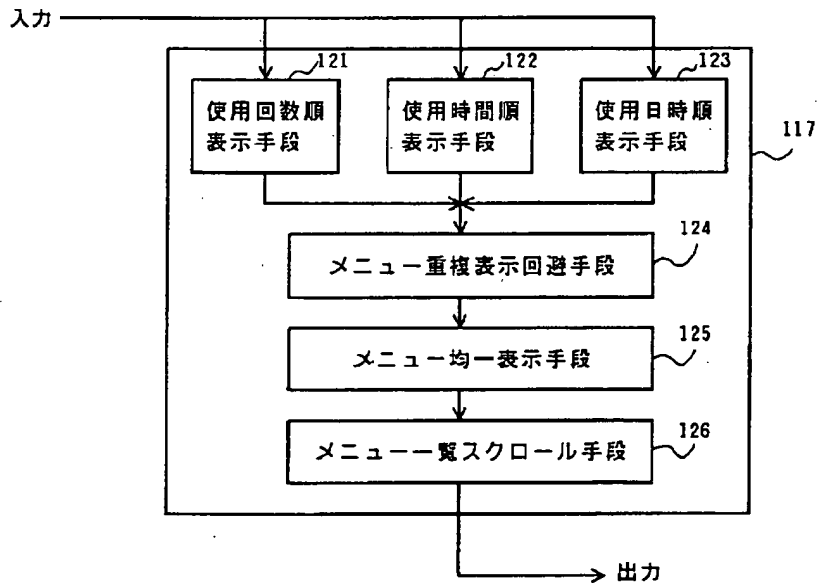 入力
121
122
123
使用回数順
表示手段
使用時間順
表示手段
使用日時順
表示手段
117
124
メニュー重複表示回避手段
125
メニュー均一表示手段
126
メニュー一覧スクロール手段
出力